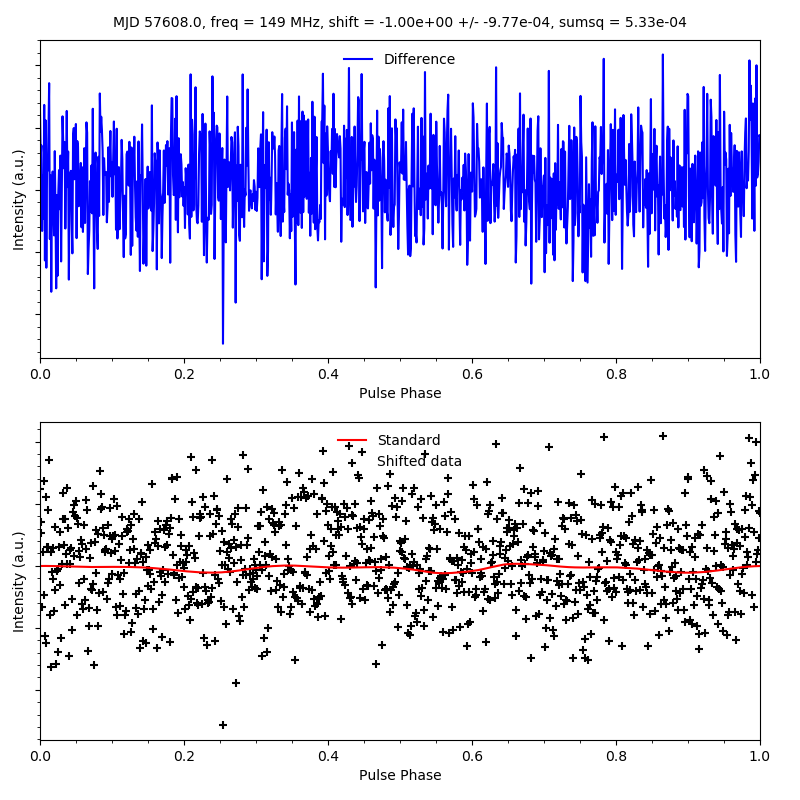 MJD 57608.0, freq = 149 MHz, shift = -1.00e+00 +/- -9.77e-04, sumsq = 5.33e-04
Difference
Intensity (a.u.)
0.0 0.2 0.4 0.6 0.8 1.0
Pulse Phase
Standard
Shifted data
Intensity (a.u.)
0.0 0.2 0.4 0.6 0.8 1.0
Pulse Phase